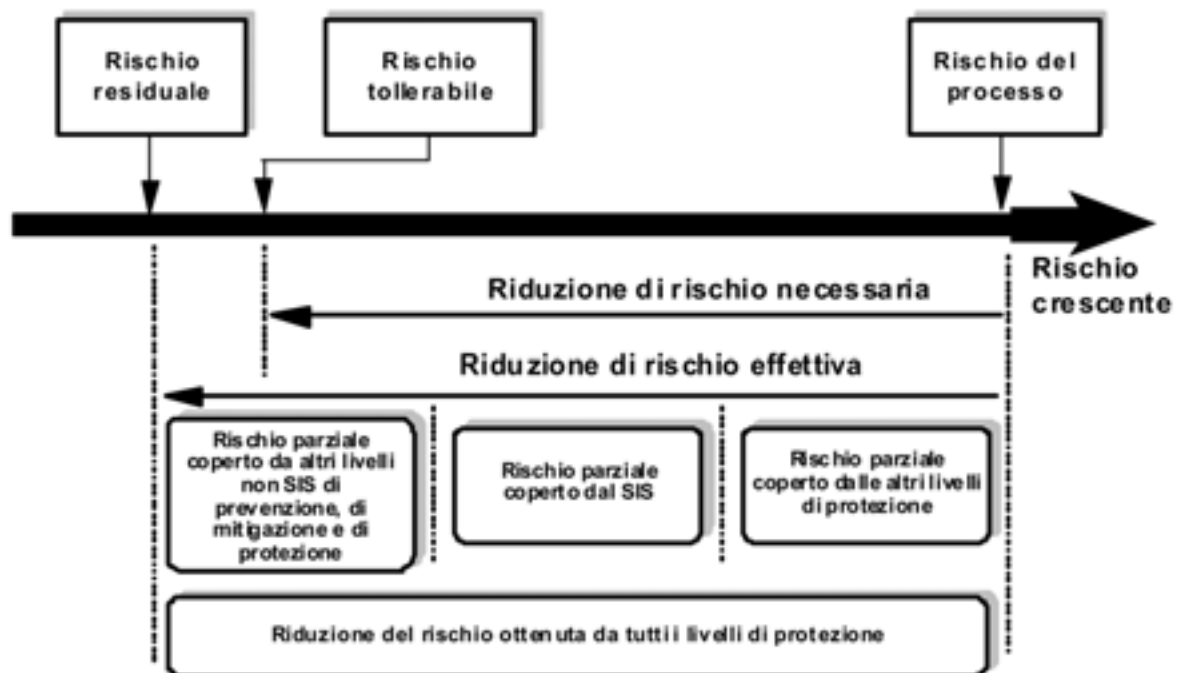 Rischio
residuale
Rischio
tollerabile
Rischio del
processo
Rischio
crescente
Riduzione di rischio necessaria
Riduzione di rischio effettiva
Rischio parziale
coperto da altri livelli
non SIS di
prevenzione, di
mitigazione e di
protezione
Rischio parziale
coperto dal SIS
Rischio parziale
coperto dalle altri livelli
di protezione
Riduzione del rischio ottenuta da tutti i livelli di protezione